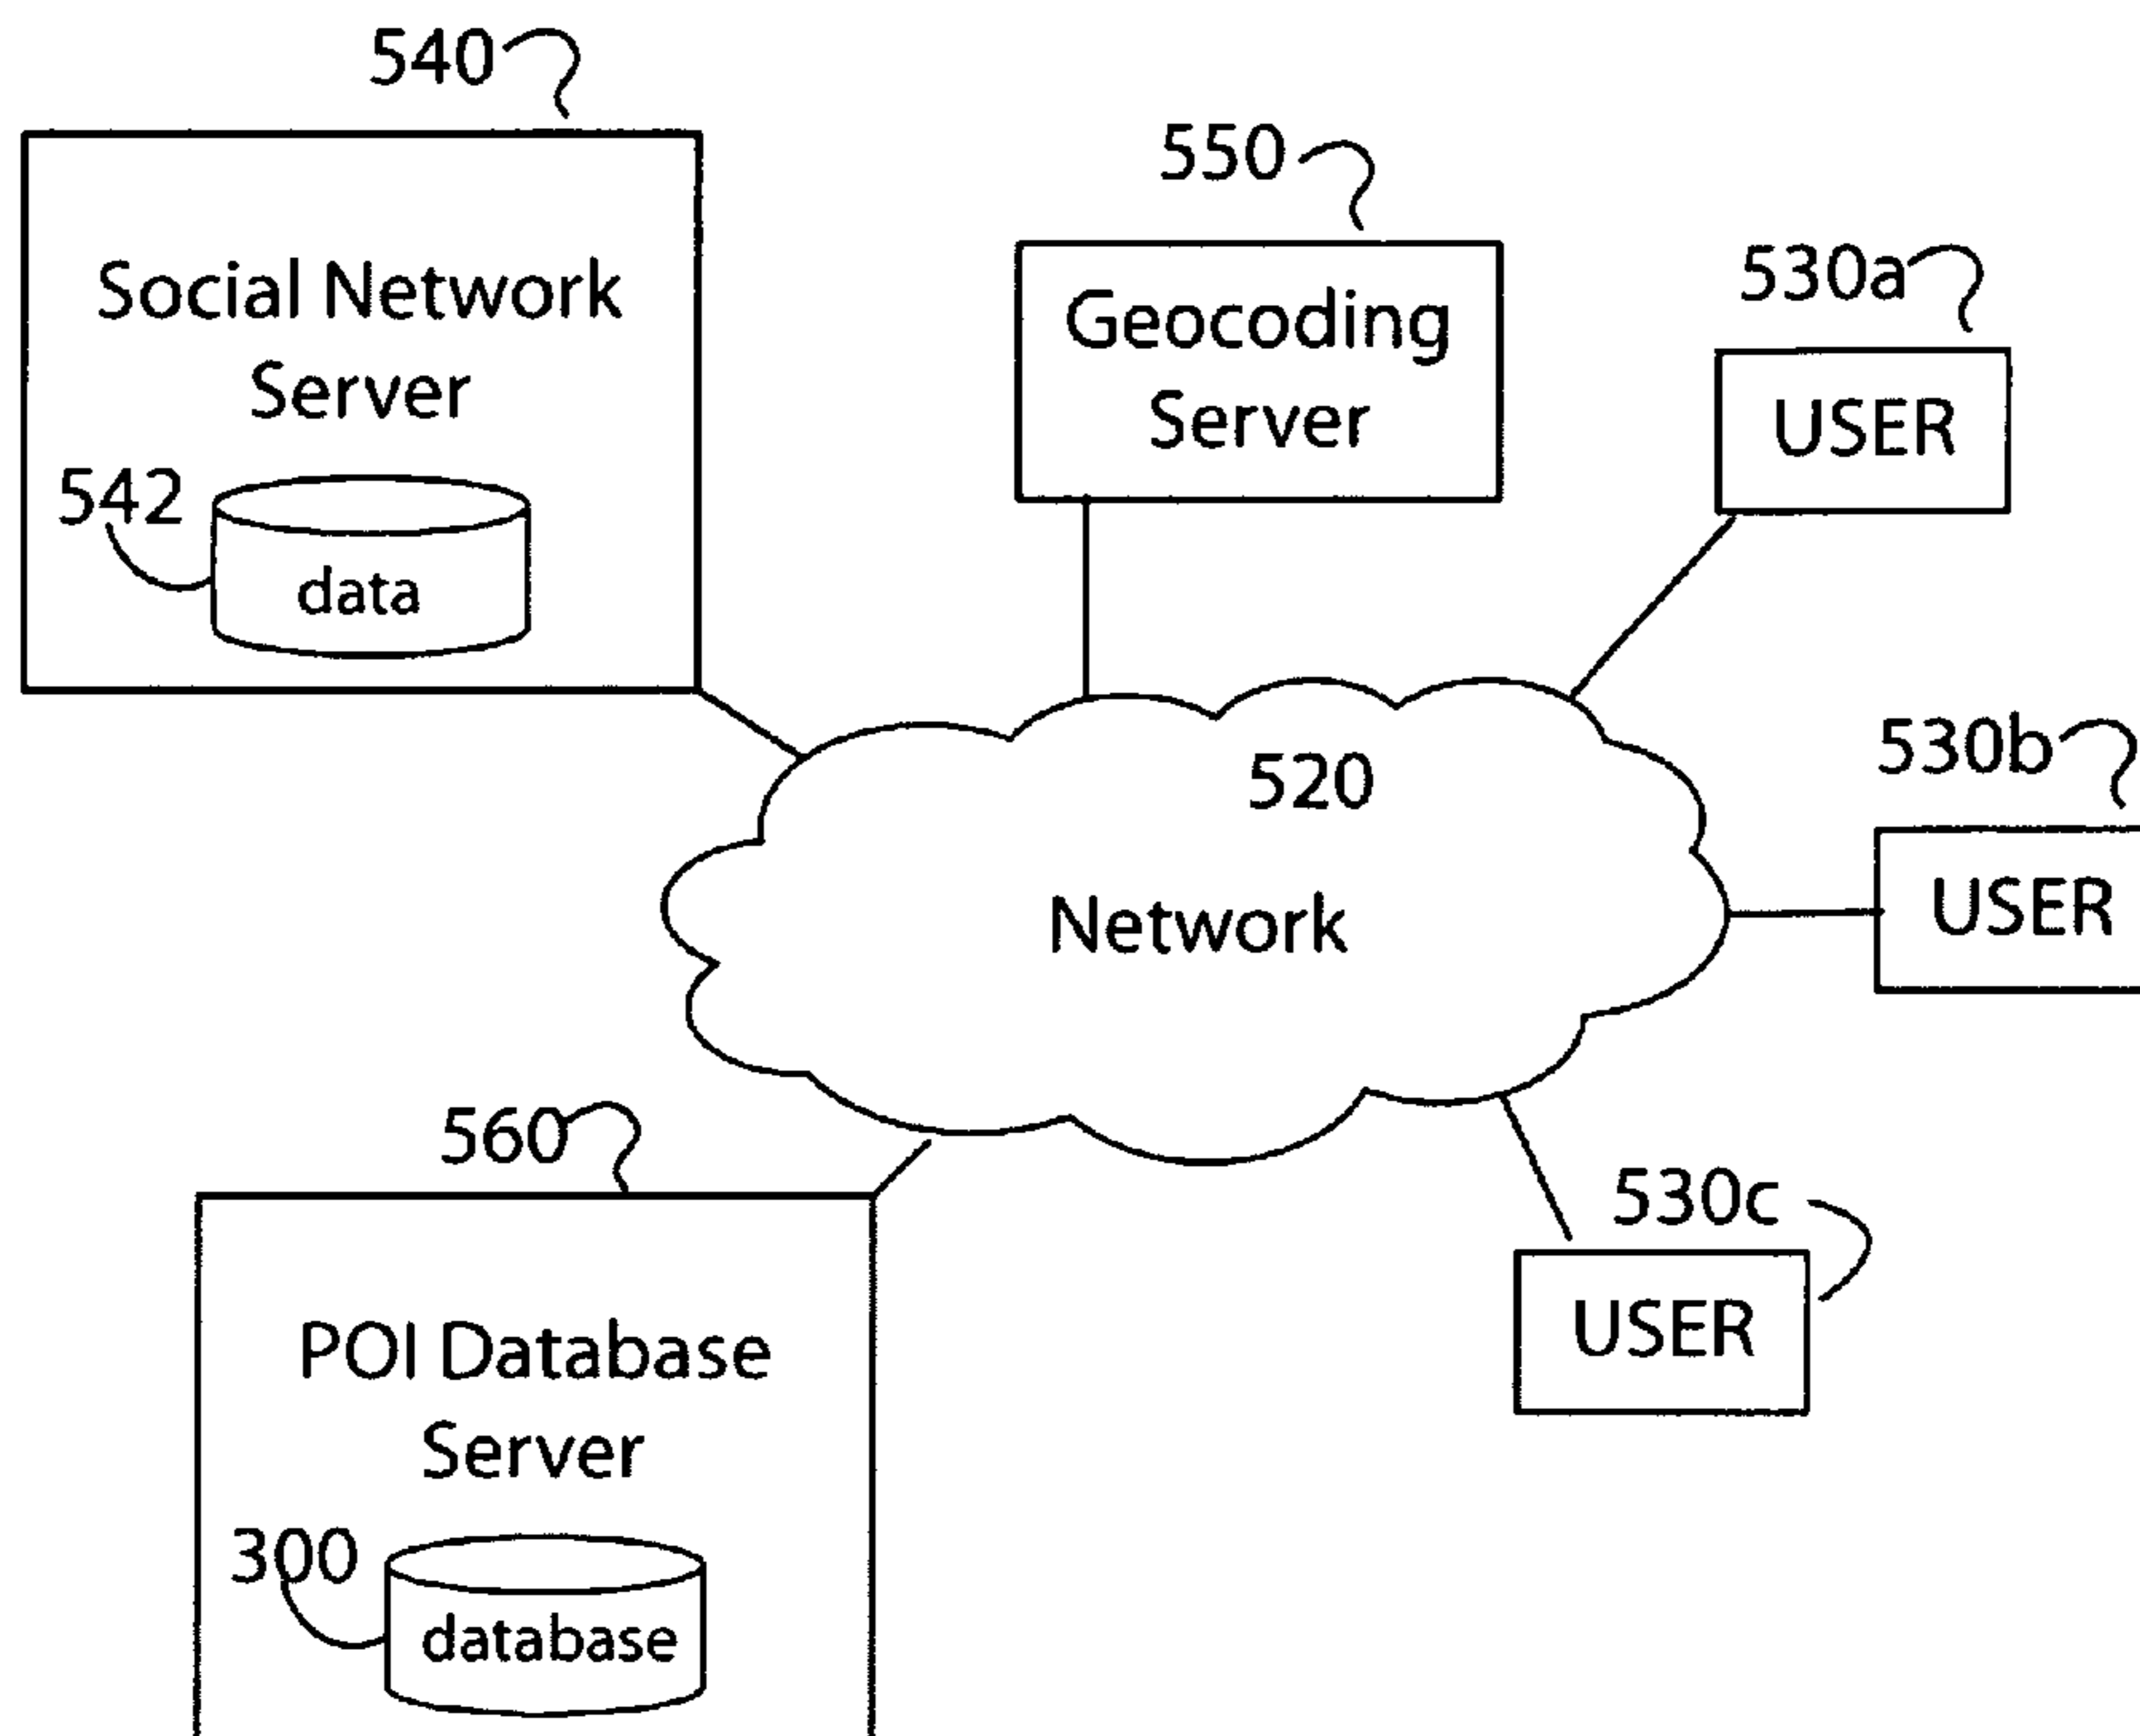 540
Social Network
Server
542
data
550
Geocoding
Server
530a
USER
520
Network
530b
USER
560
POI Database
Server
300
database
530c
USER